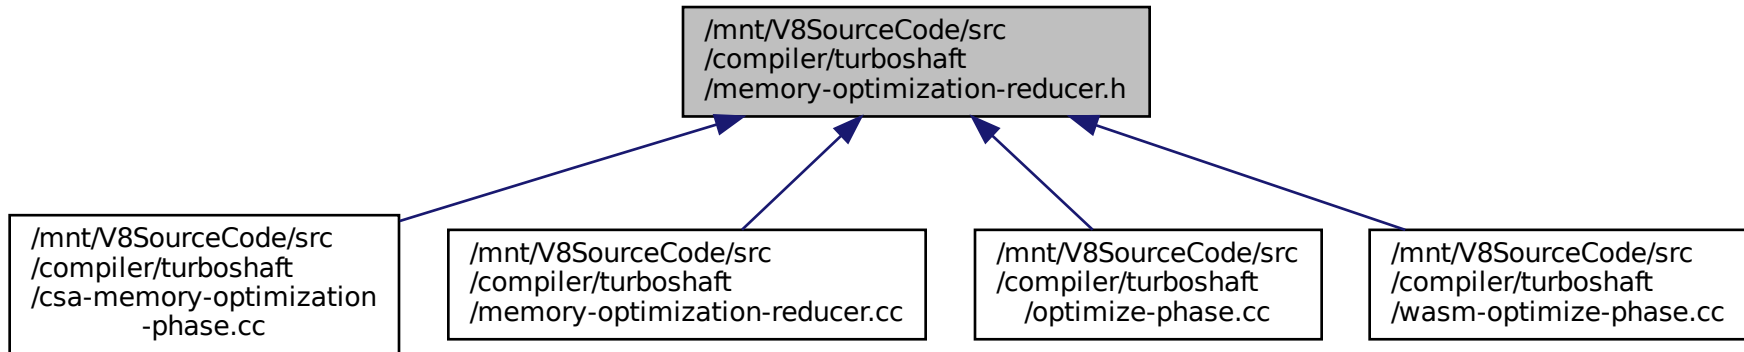 /mnt/V8SourceCode/src
/compiler/turboshaft
/memory-optimization-reducer.h
/mnt/V8SourceCode/src
/compiler/turboshaft
/csa-memory-optimization
-phase.cc
/mnt/V8SourceCode/src
/compiler/turboshaft
/memory-optimization-reducer.cc
/mnt/V8SourceCode/src
/compiler/turboshaft
/optimize-phase.cc
/mnt/V8SourceCode/src
/compiler/turboshaft
/wasm-optimize-phase.cc